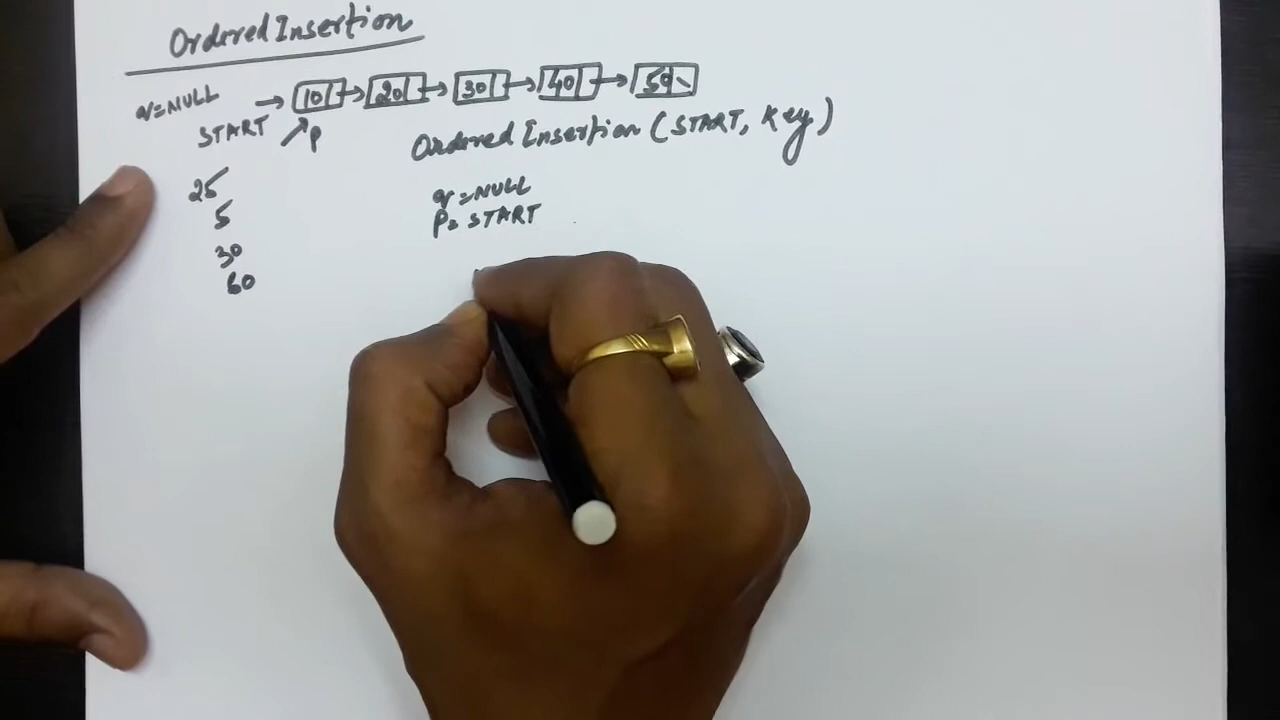 Ordered Insertion
q=NULL
START → 10 → 20 → 30 → 40 → 50
P
Ordered Insertion (START, Key)
q=NULL
P= START
25
5
30
60